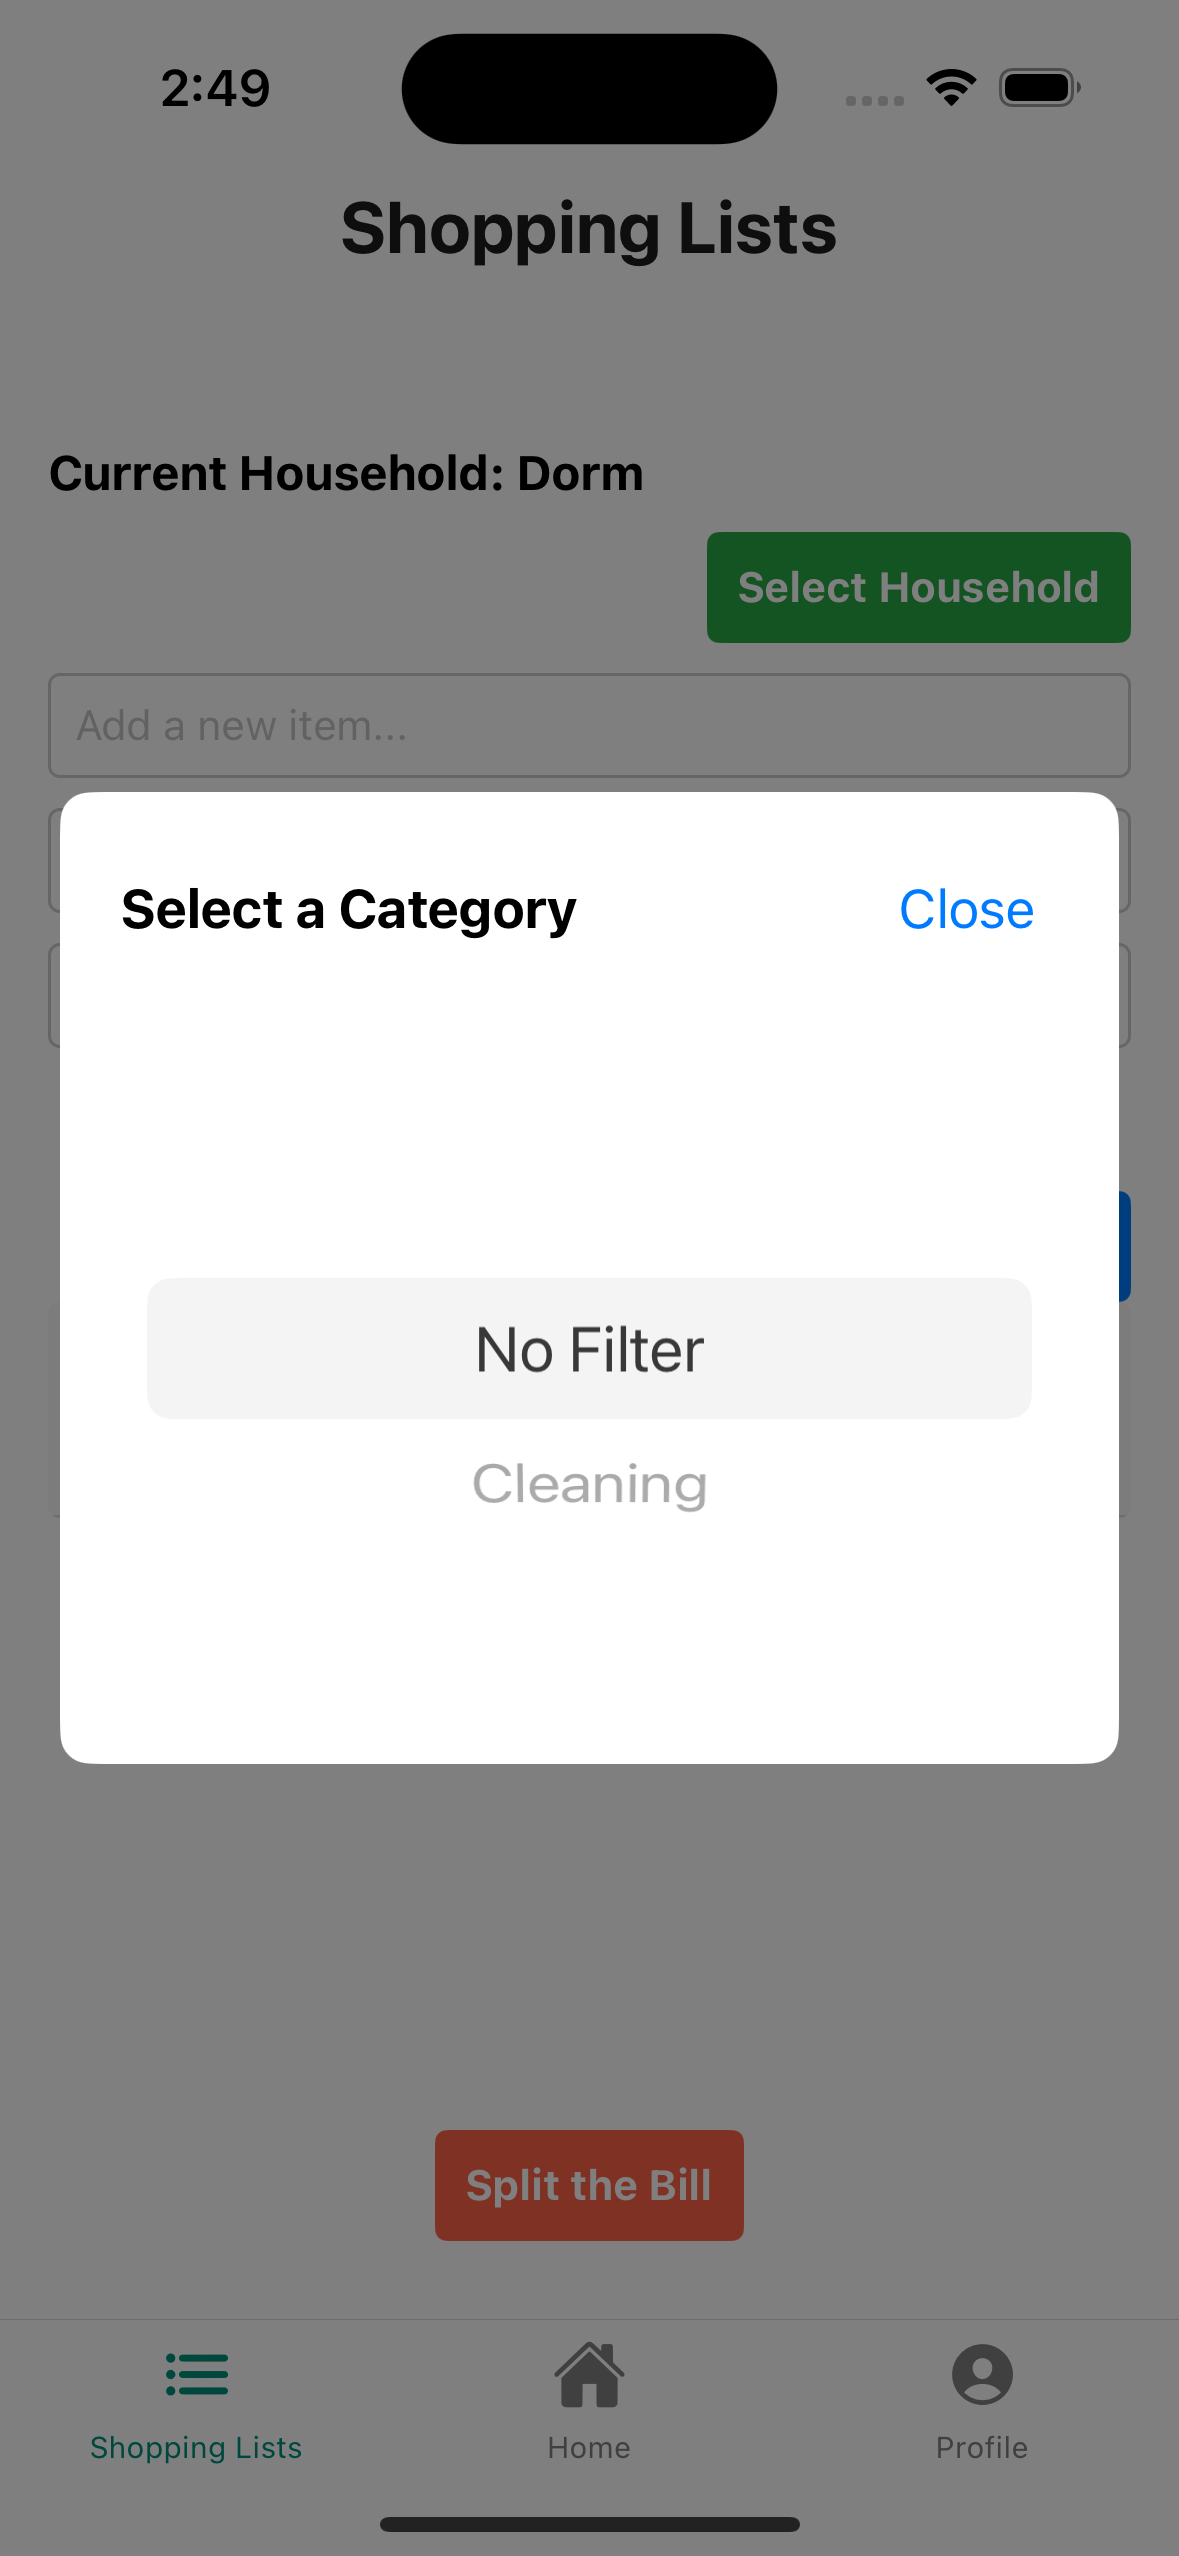 2:49
Shopping Lists
Current Household: Dorm
Select Household
Add a new item...
Select a Category
Close
No Filter
Cleaning
Split the Bill
Shopping Lists
Home
Profile